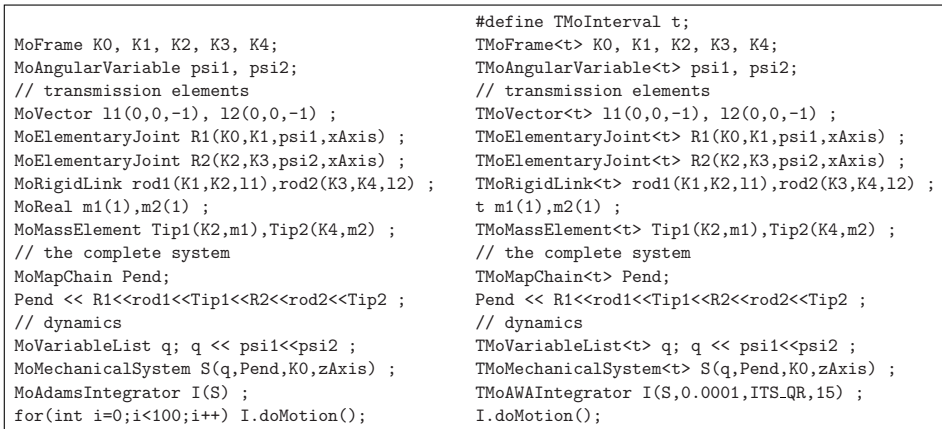 MoFrame K0, K1, K2, K3, K4;
MoAngularVariable psi1, psi2;
// transmission elements
MoVector l1(0,0,-1), l2(0,0,-1) ;
MoElementaryJoint R1(K0,K1,psi1,xAxis) ;
MoElementaryJoint R2(K2,K3,psi2,xAxis) ;
MoRigidLink rod1(K1,K2,l1),rod2(K3,K4,l2) ;
MoReal m1(1),m2(1) ;
MoMassElement Tip1(K2,m1),Tip2(K4,m2) ;
// the complete system
MoMapChain Pend;
Pend << R1<<rod1<<Tip1<<R2<<rod2<<Tip2 ;
// dynamics
MoVariableList q; q << psi1<<psi2 ;
MoMechanicalSystem S(q,Pend,K0,zAxis) ;
MoAdamsIntegrator I(S) ;
for(int i=0;i<100;i++) I.doMotion();
#define TMoInterval t;
TMoFrame<t> K0, K1, K2, K3, K4;
TMoAngularVariable<t> psi1, psi2;
// transmission elements
TMoVector<t> l1(0,0,-1), l2(0,0,-1) ;
TMoElementaryJoint<t> R1(K0,K1,psi1,xAxis) ;
TMoElementaryJoint<t> R2(K2,K3,psi2,xAxis) ;
TMoRigidLink<t> rod1(K1,K2,l1),rod2(K3,K4,l2) ;
t m1(1),m2(1) ;
TMoMassElement<t> Tip1(K2,m1),Tip2(K4,m2) ;
// the complete system
TMoMapChain<t> Pend;
Pend << R1<<rod1<<Tip1<<R2<<rod2<<Tip2 ;
// dynamics
TMoVariableList<t> q; q << psi1<<psi2 ;
TMoMechanicalSystem<t> S(q,Pend,K0,zAxis) ;
TMoAWAIntegrator I(S,0.0001,ITS_QR,15) ;
I.doMotion();